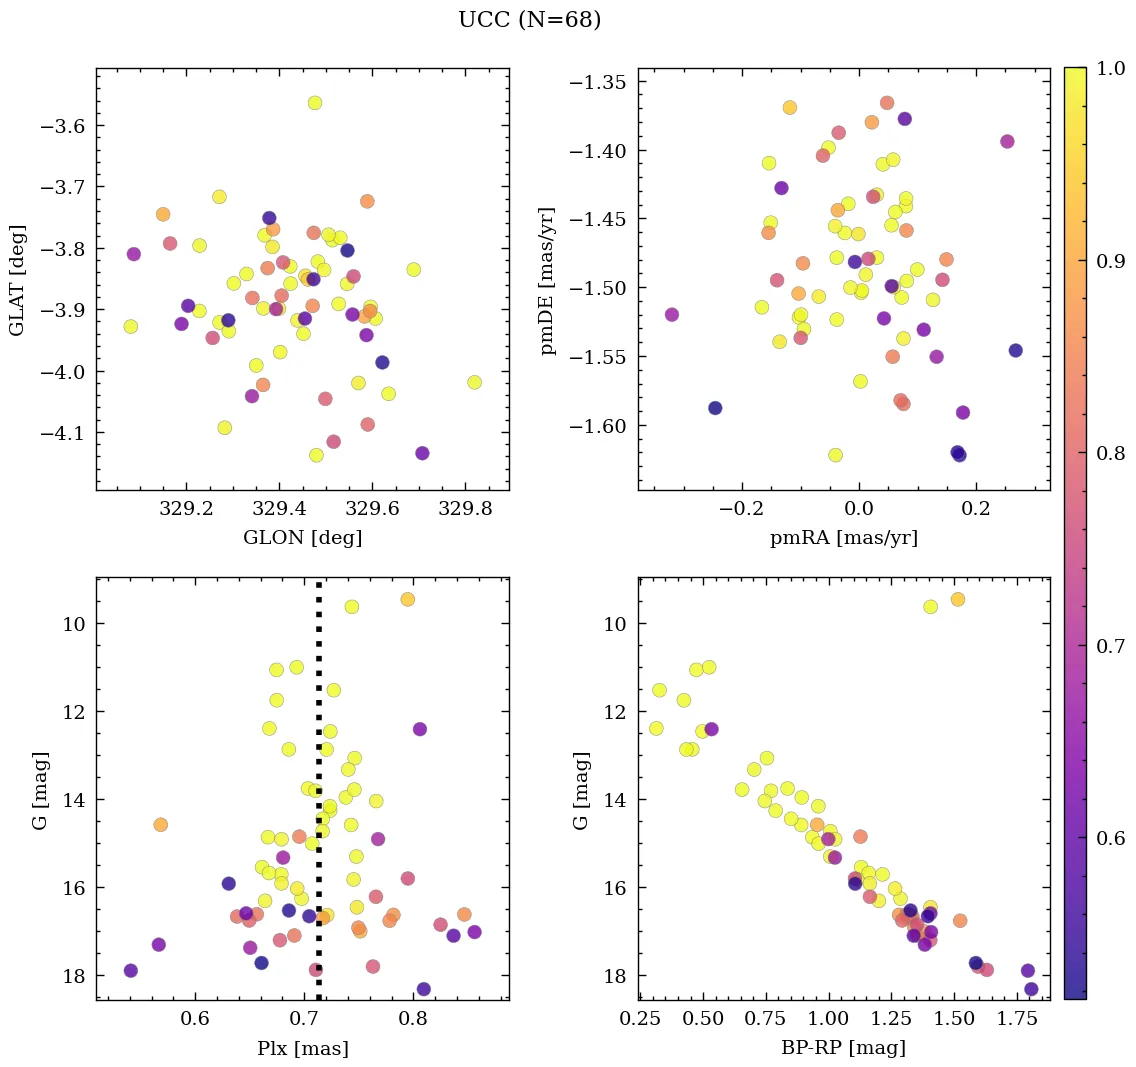 UCC (N=68)
−3.6
−3.7
−3.8
−3.9
−4.0
−4.1
GLAT [deg]
329.2 329.4 329.6 329.8
GLON [deg]
−1.35
−1.40
−1.45
−1.50
−1.55
−1.60
pmDE [mas/yr]
−0.2 0.0 0.2
pmRA [mas/yr]
1.0
0.9
0.8
0.7
0.6
10
12
14
16
18
G [mag]
0.6 0.7 0.8
Plx [mas]
10
12
14
16
18
G [mag]
0.25 0.50 0.75 1.00 1.25 1.50 1.75
BP-RP [mag]